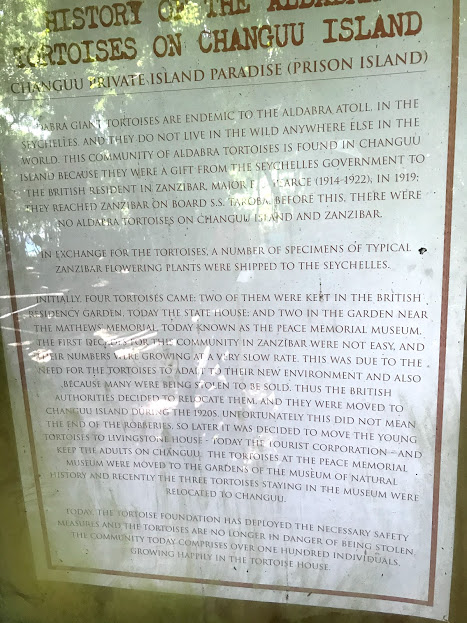 HISTORY OF THE ALDABRA
TORTOISES ON CHANGUU ISLAND
CHANGUU PRIVATE ISLAND PARADISE (PRISON ISLAND)
ALDABRA GIANT TORTOISES ARE ENDEMIC TO THE ALDABRA ATOLL, IN THE
SEYCHELLES, AND THEY DO NOT LIVE IN THE WILD ANYWHERE ELSE IN THE
WORLD. THIS COMMUNITY OF ALDABRA TORTOISES IS FOUND IN CHANGUU
ISLAND BECAUSE THEY WERE A GIFT FROM THE SEYCHELLES GOVERNMENT TO
THE BRITISH RESIDENT IN ZANZIBAR, MAJOR PEARCE (1914-1922), IN 1919;
THEY REACHED ZANZIBAR ON BOARD S.S. TAROBA. BEFORE THIS, THERE WERE
NO ALDABRA TORTOISES ON CHANGUU ISLAND AND ZANZIBAR.
IN EXCHANGE FOR THE TORTOISES, A NUMBER OF SPECIMENS OF TYPICAL
ZANZIBAR FLOWERING PLANTS WERE SHIPPED TO THE SEYCHELLES.
INITIALLY, FOUR TORTOISES CAME; TWO OF THEM WERE KEPT IN THE BRITISH
RESIDENCY GARDEN, TODAY THE STATE HOUSE; AND TWO IN THE GARDEN NEAR
THE MATHEWS MEMORIAL, TODAY KNOWN AS THE PEACE MEMORIAL MUSEUM.
THE FIRST DECADES FOR THE COMMUNITY IN ZANZIBAR WERE NOT EASY, AND
THEIR NUMBERS WERE GROWING AT A VERY SLOW RATE. THIS WAS DUE TO THE
NEED FOR THE TORTOISES TO ADAPT TO THEIR NEW ENVIRONMENT AND ALSO
BECAUSE MANY WERE BEING STOLEN TO BE SOLD. THUS THE BRITISH
AUTHORITIES DECIDED TO RELOCATE THEM, AND THEY WERE MOVED TO
CHANGUU ISLAND DURING THE 1920S. UNFORTUNATELY THIS DID NOT MEAN
THE END OF THE ROBBERIES, SO LATER IT WAS DECIDED TO MOVE THE YOUNG
TORTOISES TO LIVINGSTONE HOUSE - TODAY THE TOURIST CORPORATION - AND
KEEP THE ADULTS ON CHANGUU. THE TORTOISES AT THE PEACE MEMORIAL
MUSEUM WERE MOVED TO THE GARDENS OF THE MUSEUM OF NATURAL
HISTORY AND RECENTLY THE THREE TORTOISES STAYING IN THE MUSEUM WERE
RELOCATED TO CHANGUU.
TODAY, THE TORTOISE FOUNDATION HAS DEPLOYED THE NECESSARY SAFETY
MEASURES AND THE TORTOISES ARE NO LONGER IN DANGER OF BEING STOLEN.
THE COMMUNITY TODAY COMPRISES OVER ONE HUNDRED INDIVIDUALS,
GROWING HAPPILY IN THE TORTOISE HOUSE.